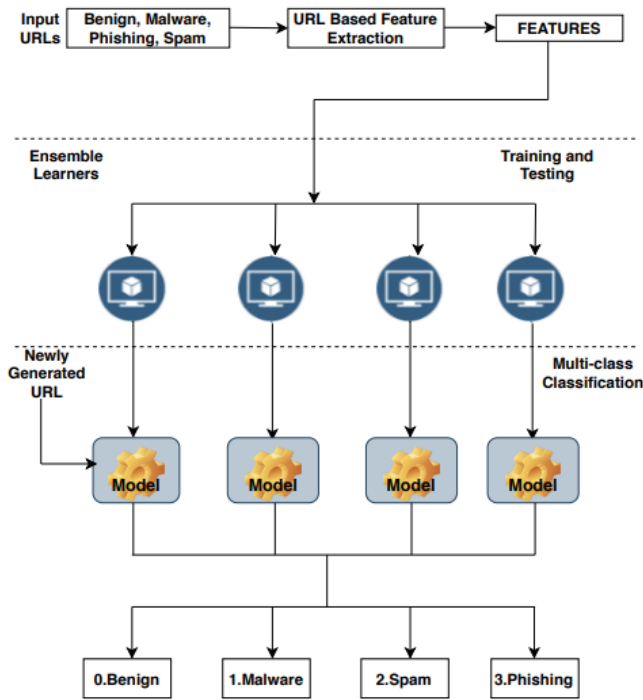 Input
URLs
Benign, Malware,
Phishing, Spam
URL Based Feature
Extraction
FEATURES
Ensemble
Learners
Training and
Testing
Newly
Generated
URL
Multi-class
Classification
Model
Model
Model
Model
0.Benign
1.Malware
2.Spam
3.Phishing